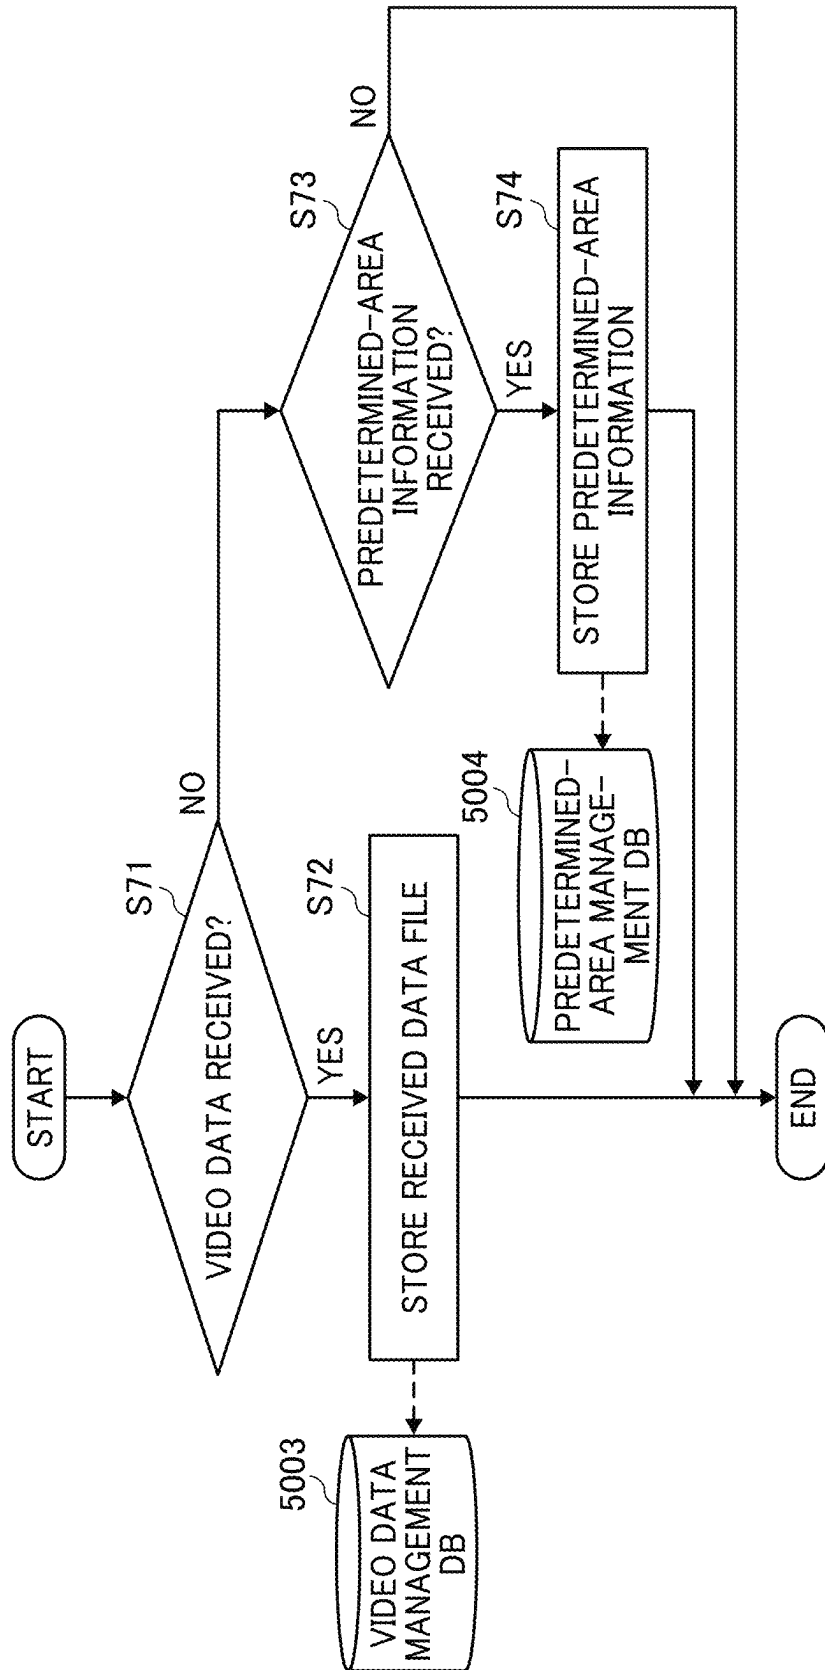 START
S71
VIDEO DATA RECEIVED?
NO
YES
S72
STORE RECEIVED DATA FILE
5003
VIDEO DATA
MANAGEMENT
DB
S73
PREDETERMINED-AREA
INFORMATION
RECEIVED?
NO
YES
S74
STORE PREDETERMINED-AREA
INFORMATION
5004
PREDETERMINED-
AREA MANAGE-
MENT DB
END